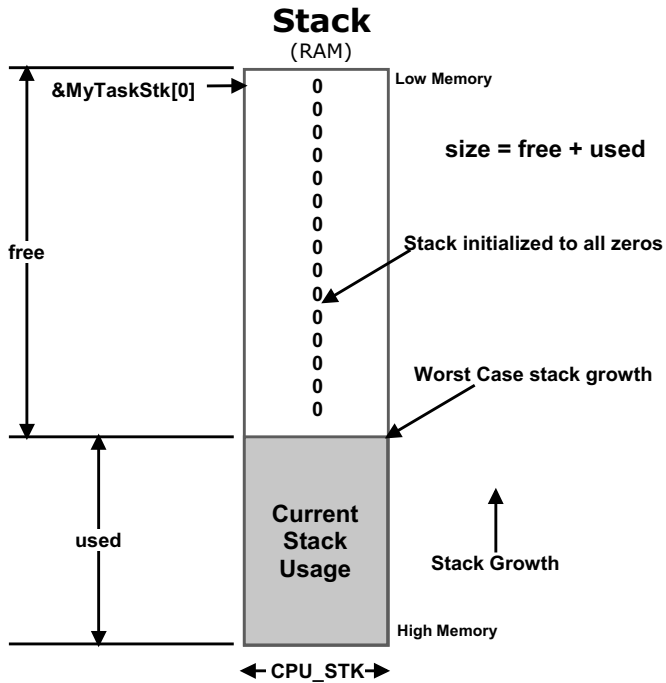 Stack
(RAM)
&MyTaskStk[0]
Low Memory
0
0
0
0
size = free + used
0
0
0
0
free
Stack initialized to all zeros
0
0
0
0
0
0
0
Worst Case stack growth
Current
Stack
Usage
used
Stack Growth
High Memory
CPU_STK